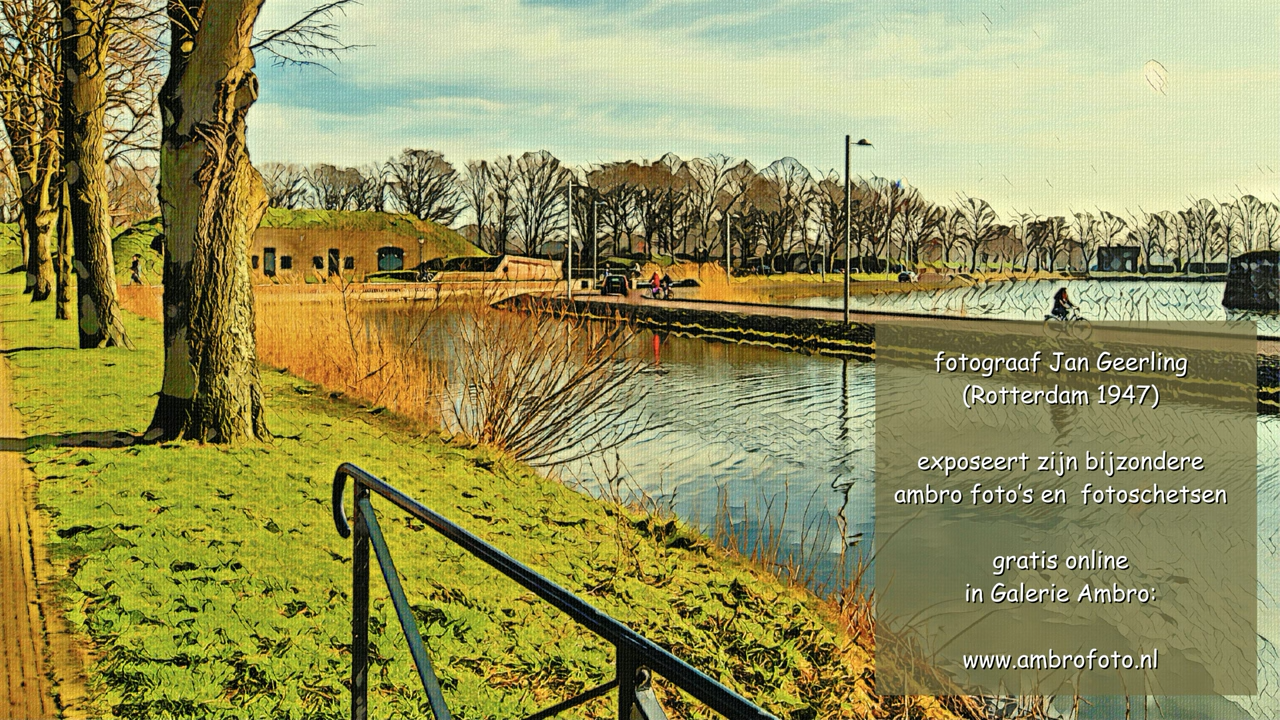 fotograaf Jan Geerling
(Rotterdam 1947)
exposeert zijn bijzondere
ambro foto's en fotoschetsen
gratis online
in Galerie Ambro:
www.ambrofoto.nl